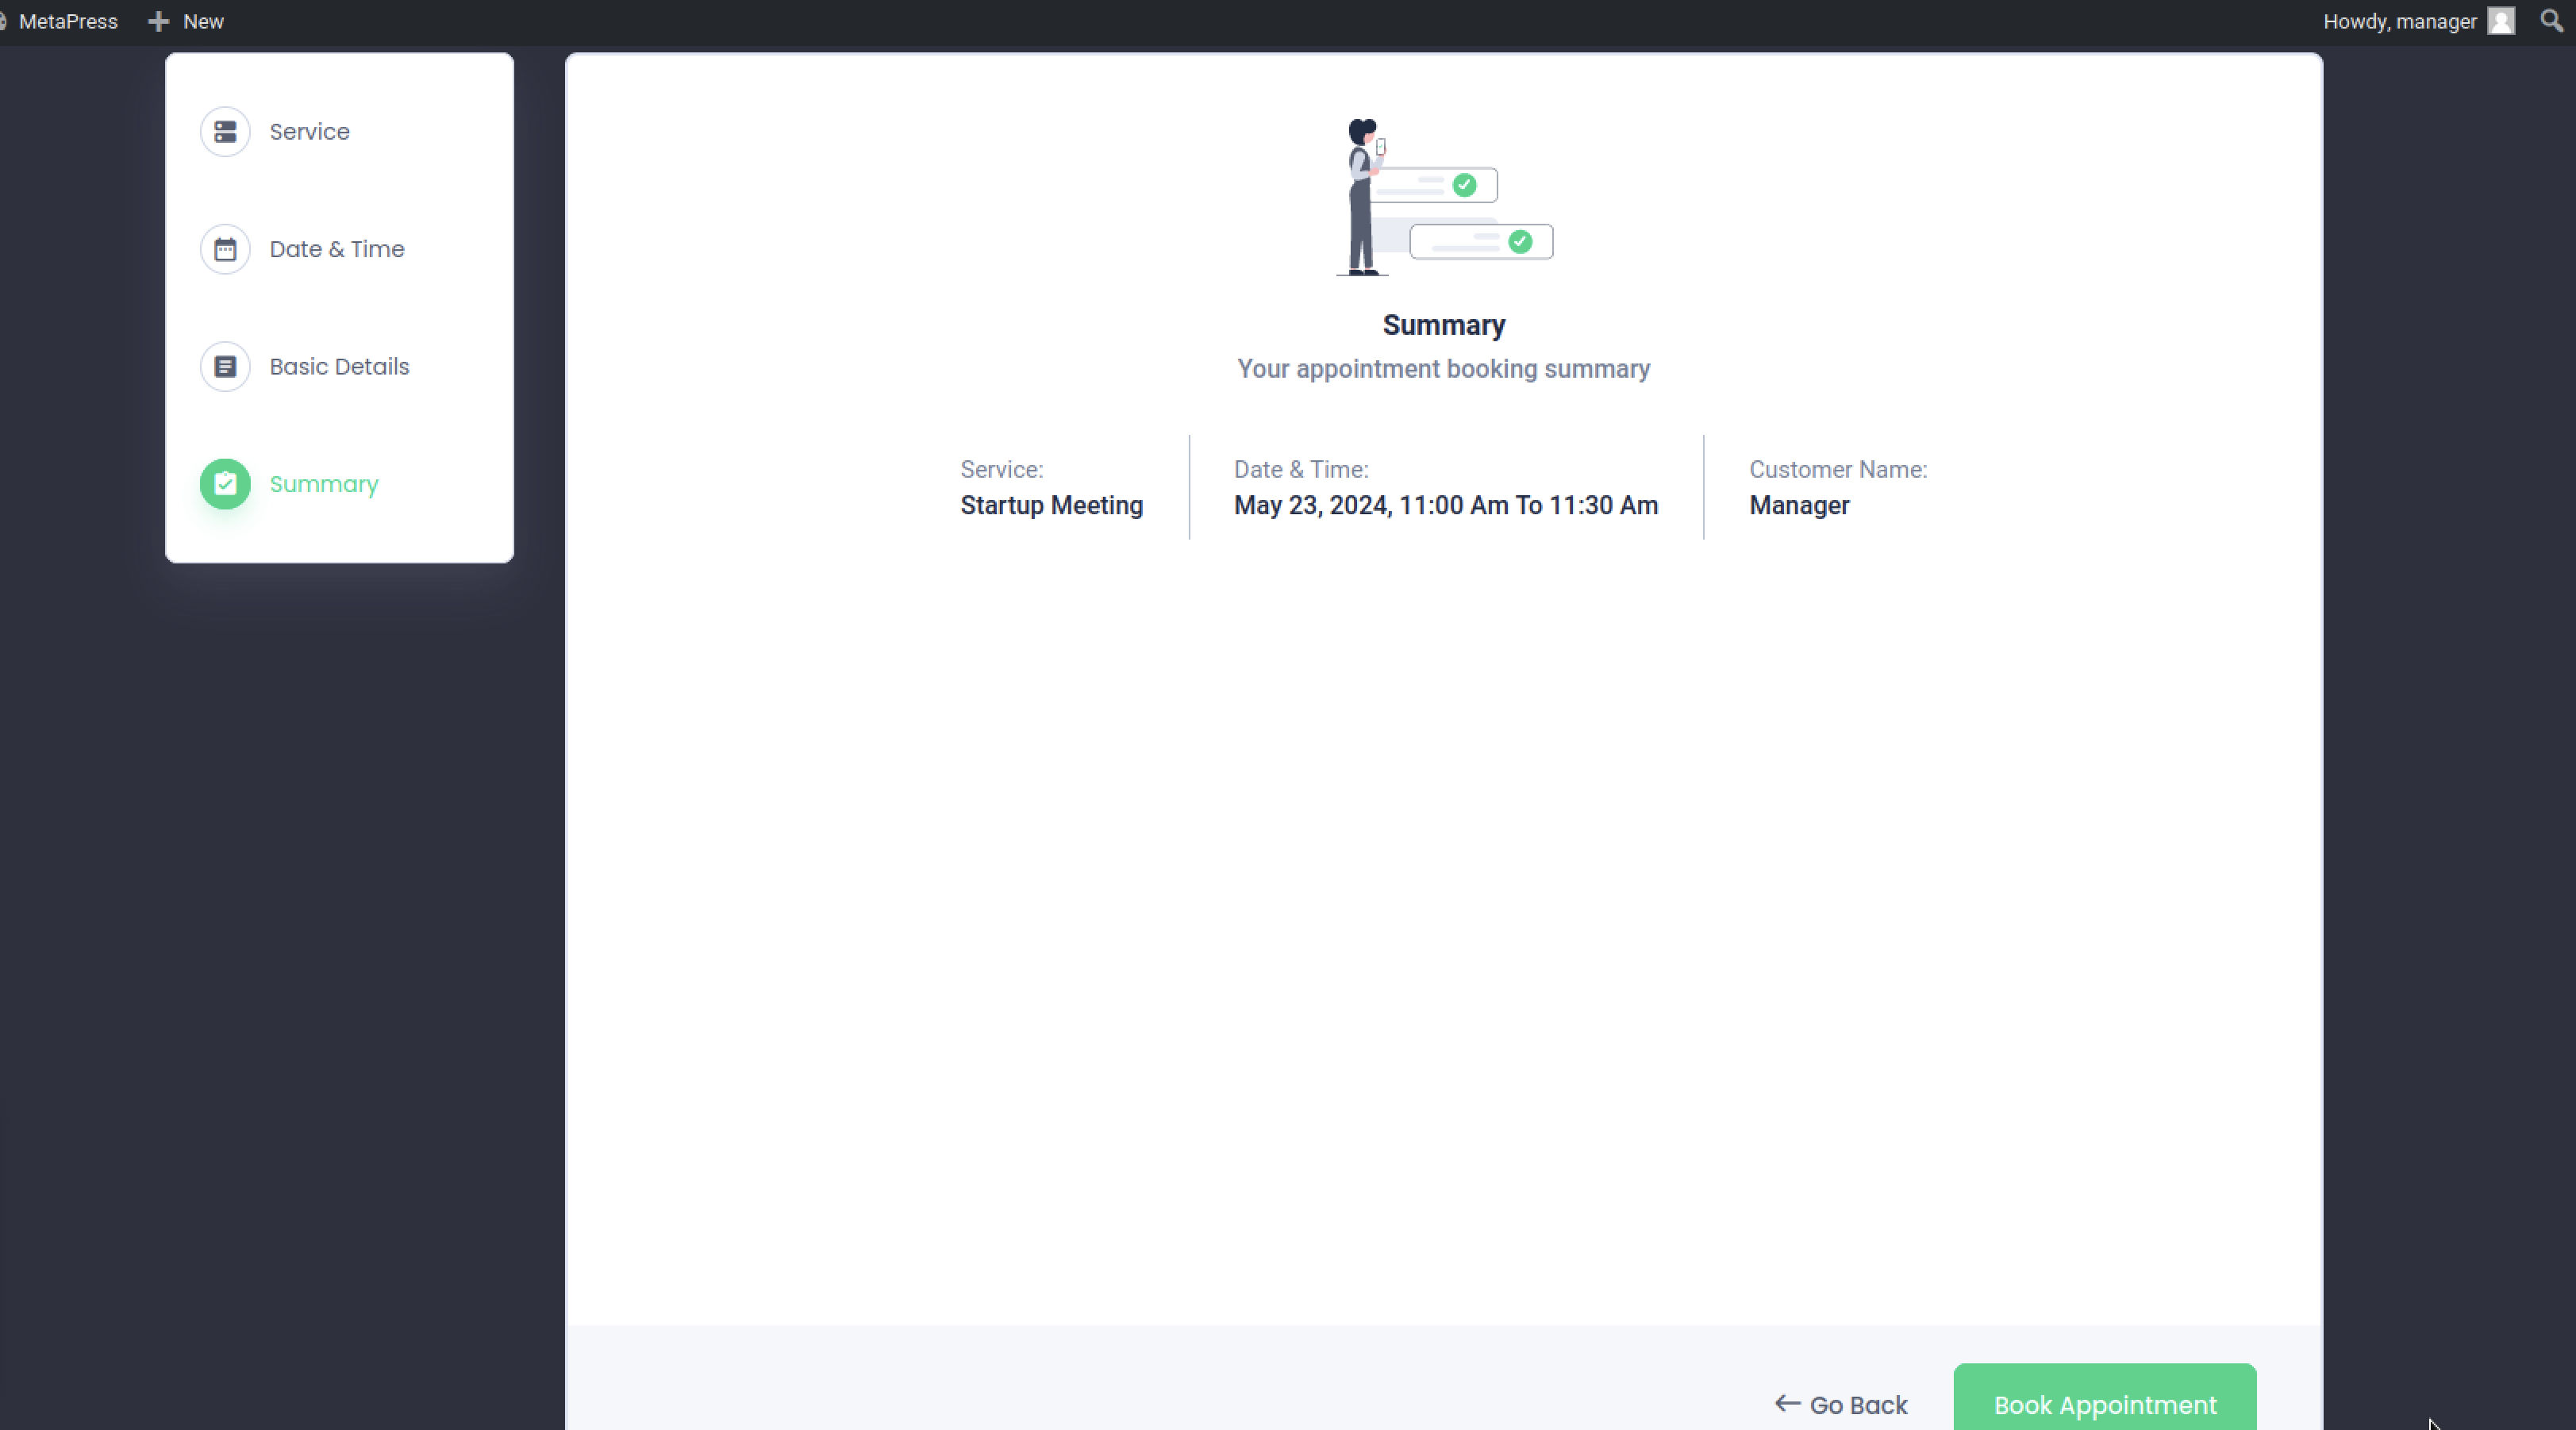 MetaPress New Howdy, manager
Service
Date & Time
Basic Details
Summary
Summary
Your appointment booking summary
Service:
Startup Meeting
Date & Time:
May 23, 2024, 11:00 Am To 11:30 Am
Customer Name:
Manager
Go Back
Book Appointment